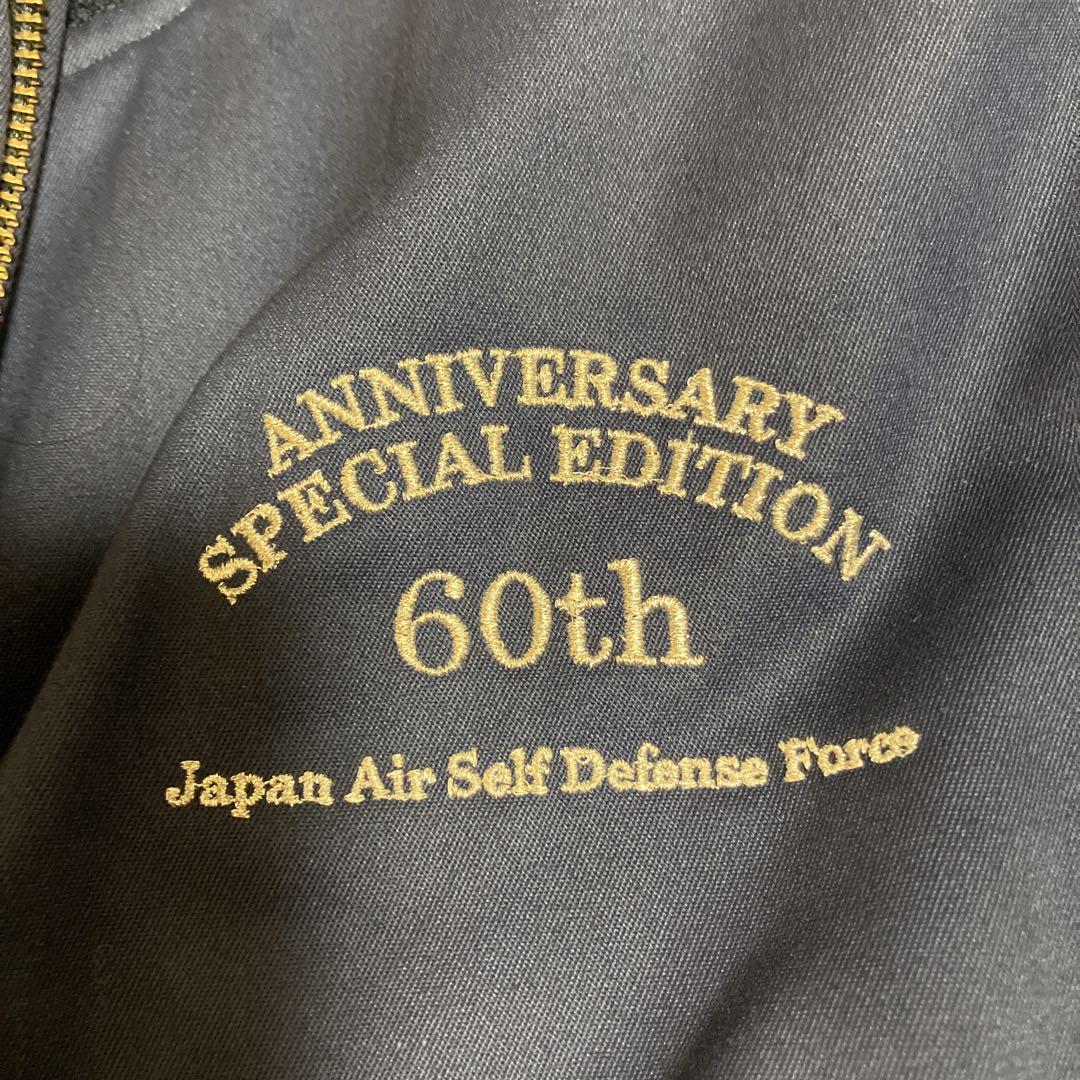 ANNIVERSARY
SPECIAL EDITION
60th
Japan Air Self Defense Force